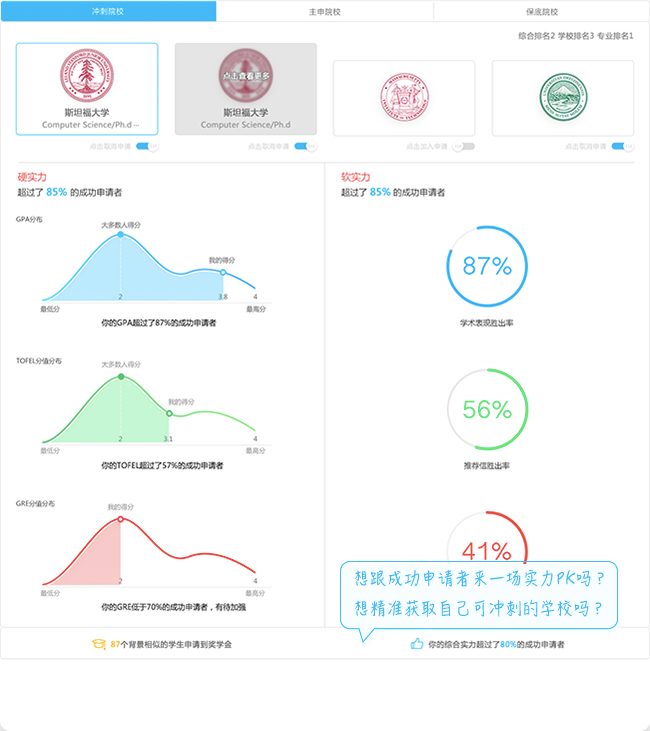 冲刺院校
主申院校
保底院校
综合排名2 学校排名3 专业排名1
斯坦福大学
Computer Science/Ph.d ···
点击查看更多
斯坦福大学
Computer Science/Ph.d
点击取消申请
点击取消申请
点击加入申请
点击取消申请
硬实力
超过了 85% 的成功申请者
软实力
超过了 85% 的成功申请者
GPA分布
大多数人得分
我的得分
2
3.8
4
最低分
最高分
你的GPA超过了87%的成功申请者
87%
学术表现胜出率
TOFEL分值分布
大多数人得分
我的得分
2
3.1
4
最低分
最高分
你的TOFEL超过了57%的成功申请者
56%
推荐信胜出率
GRE分值分布
我的得分
2
4
最低分
最高分
你的GRE低于70%的成功申请者，有待加强
41%
想跟成功申请者来一场实力PK吗？
想精准获取自己可冲刺的学校吗？
87个背景相似的学生申请到奖学金
你的综合实力超过了80%的成功申请者